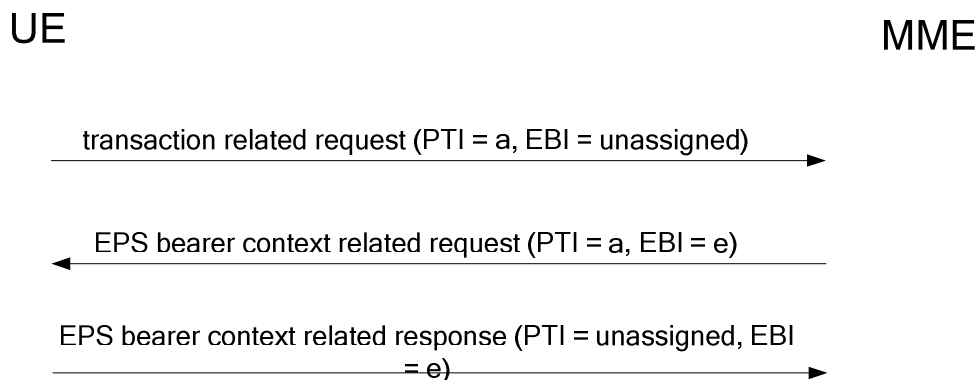 UE
MME
transaction related request (PTI = a, EBI = unassigned)
EPS bearer context related request (PTI = a, EBI = e)
EPS bearer context related response (PTI = unassigned, EBI
= e)